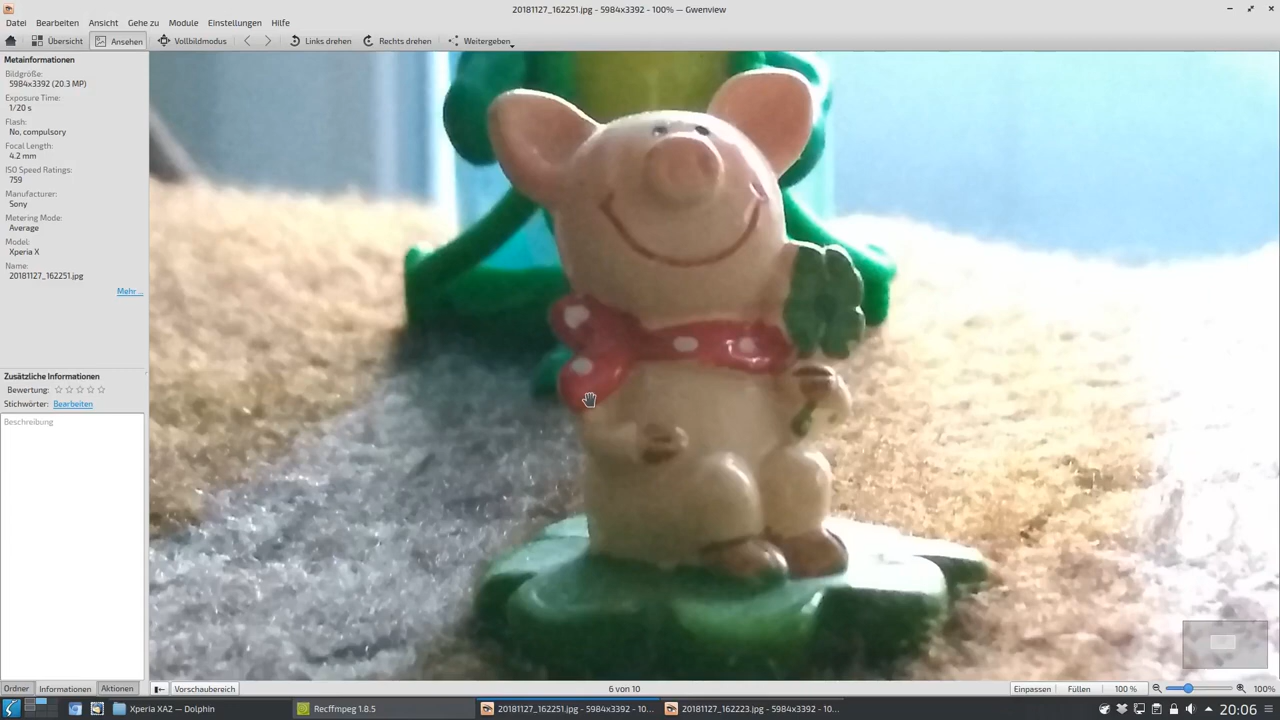 20181127_162251.jpg - 5984x3392 - 100% — Gwenview
Datei Bearbeiten Ansicht Gehe zu Module Einstellungen Hilfe
Übersicht Ansehen Vollbildmodus Links drehen Rechts drehen Weitergeben
Metainformationen
Bildgröße:
5984x3392 (20.3 MP)
Exposure Time:
1/20 s
Flash:
No, compulsory
Focal Length:
4.2 mm
ISO Speed Ratings:
759
Manufacturer:
Sony
Metering Mode:
Average
Model:
Xperia X
Name:
20181127_162251.jpg
Mehr ...
Zusätzliche Informationen
Bewertung:
Stichwörter: Bearbeiten
Beschreibung
Ordner Informationen Aktionen
Vorschaubereich 6 von 10 Einpassen Füllen 100 % 100%
Xperia XA2 — Dolphin Recffmpeg 1.8.5 20181127_162251.jpg - 5984x3392 - 10... 20181127_162223.jpg - 5984x3392 - 10... 20:06